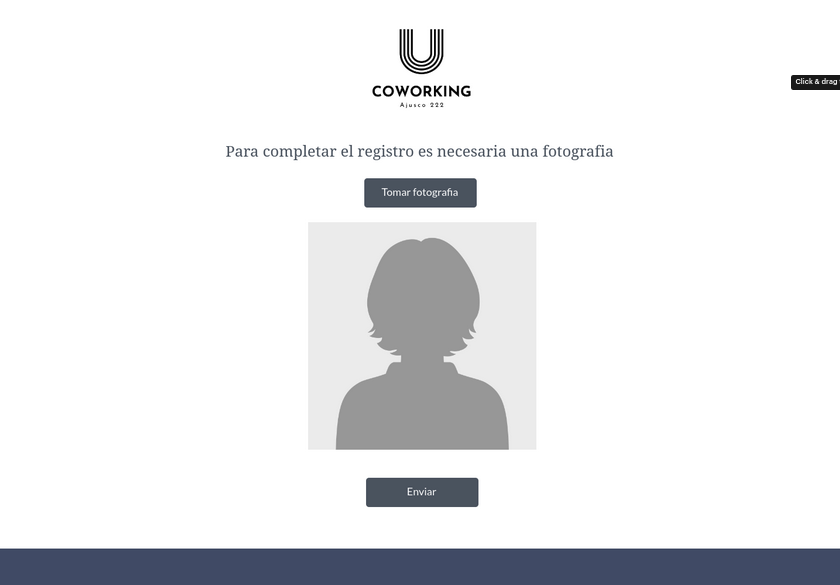 COWORKING
Ajusco 222
Click & drag
Para completar el registro es necesaria una fotografia
Tomar fotografia
Enviar